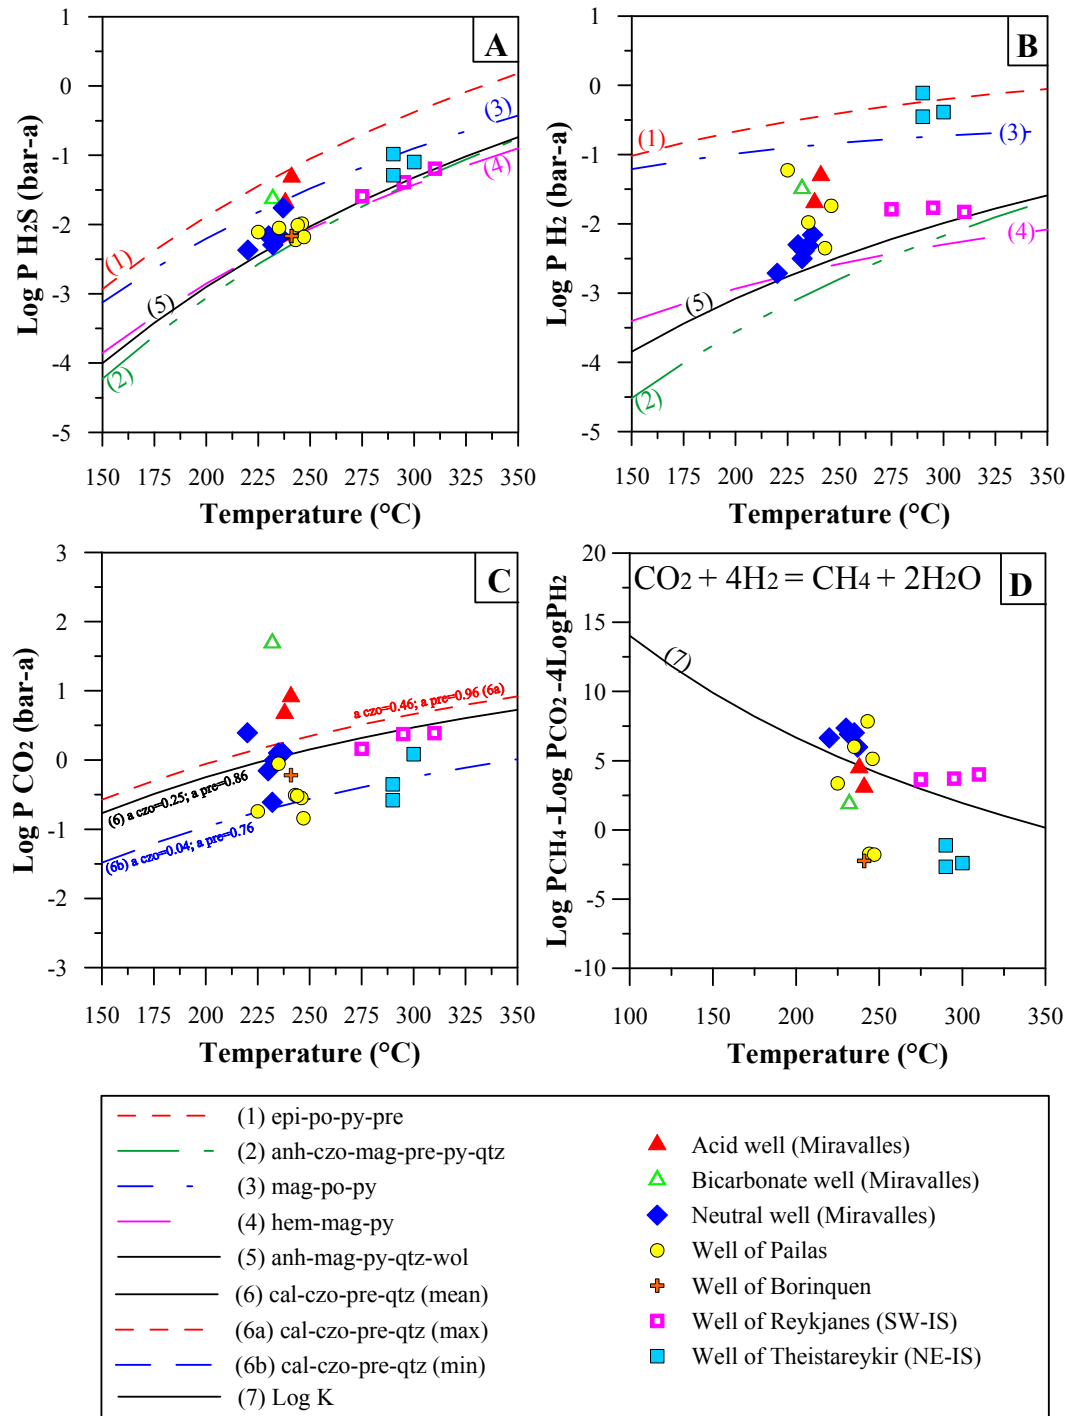 A
Log P H2S (bar-a)
1
0
-1
-2
-3
-4
-5
(1)
(3)
(4)
(5)
(2)
150 175 200 225 250 275 300 325 350
Temperature (°C)
B
Log P H2 (bar-a)
1
0
-1
-2
-3
-4
-5
(1)
(3)
(4)
(5)
(2)
150 175 200 225 250 275 300 325 350
Temperature (°C)
C
Log P CO2 (bar-a)
3
2
1
0
-1
-2
-3
a czo=0.46; a pre=0.96 (6a)
(6) a czo=0.25; a pre=0.86
(6b) a czo=0.04; a pre=0.76
150 175 200 225 250 275 300 325 350
Temperature (°C)
CO2 + 4H2 = CH4 + 2H2O
D
Log PCH4-Log PCO2-4LogPH2
20
15
10
5
0
-5
-10
(7)
100 150 200 250 300 350
Temperature (°C)
(1) epi-po-py-pre
(2) anh-czo-mag-pre-py-qtz
(3) mag-po-py
(4) hem-mag-py
(5) anh-mag-py-qtz-wol
(6) cal-czo-pre-qtz (mean)
(6a) cal-czo-pre-qtz (max)
(6b) cal-czo-pre-qtz (min)
(7) Log K
Acid well (Miravalles)
Bicarbonate well (Miravalles)
Neutral well (Miravalles)
Well of Pailas
Well of Borinquen
Well of Reykjanes (SW-IS)
Well of Theistareykir (NE-IS)